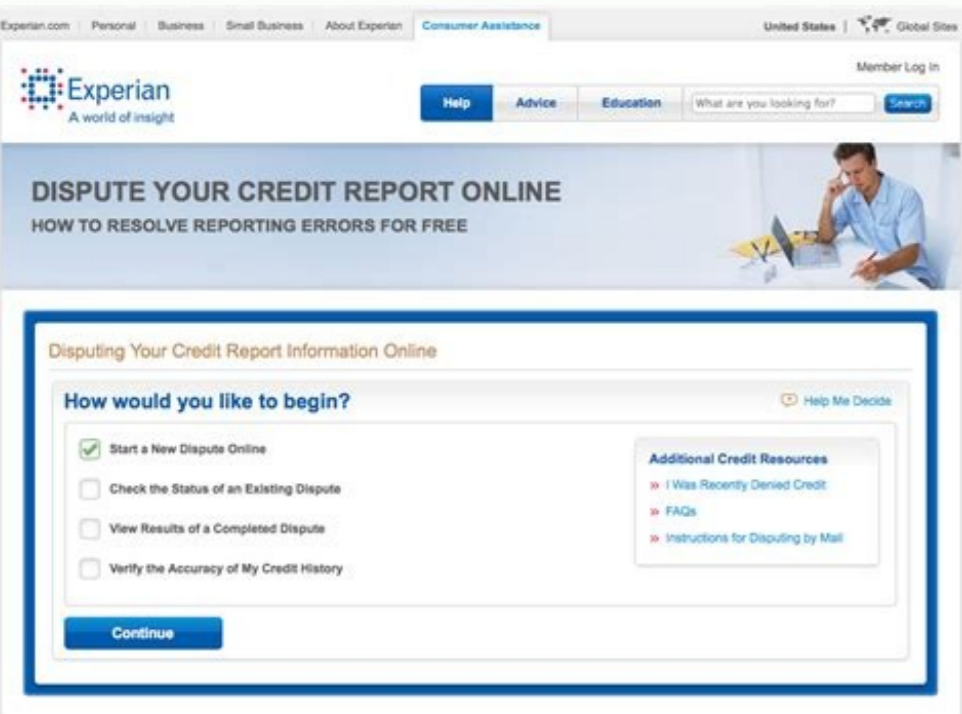 Experian.com Personal Business Small Business About Experian Consumer Assistance United States | Global Sites
Member Log In
Experian
A world of insight
Help Advice Education What are you looking for? Search
DISPUTE YOUR CREDIT REPORT ONLINE
HOW TO RESOLVE REPORTING ERRORS FOR FREE
Disputing Your Credit Report Information Online
How would you like to begin?
Help Me Decide
Start a New Dispute Online
Check the Status of an Existing Dispute
View Results of a Completed Dispute
Verify the Accuracy of My Credit History
Additional Credit Resources
» I Was Recently Denied Credit
» FAQs
» Instructions for Disputing by Mail
Continue